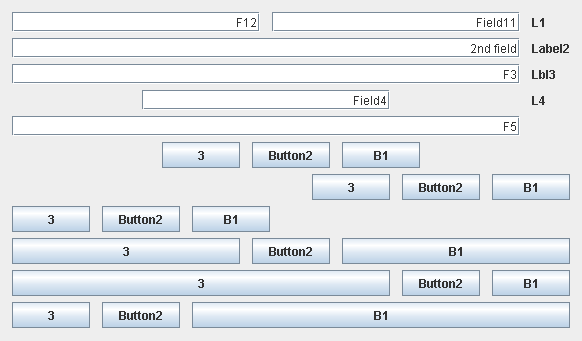 F12 Field11 L1
2nd field Label2
F3 Lbl3
Field4 L4
F5
3 Button2 B1
3 Button2 B1
3 Button2 B1
3 Button2 B1
3 Button2 B1
3 Button2 B1